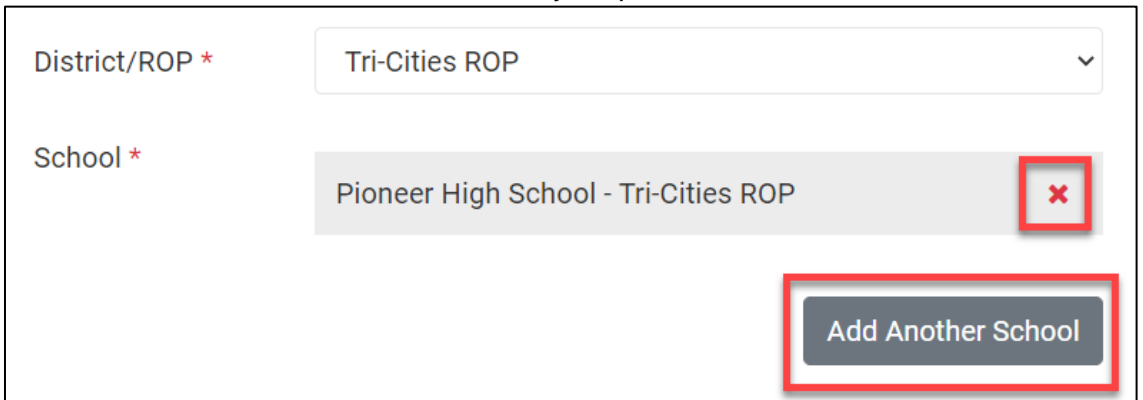 District/ROP *
Tri-Cities ROP
School *
Pioneer High School - Tri-Cities ROP
Add Another School